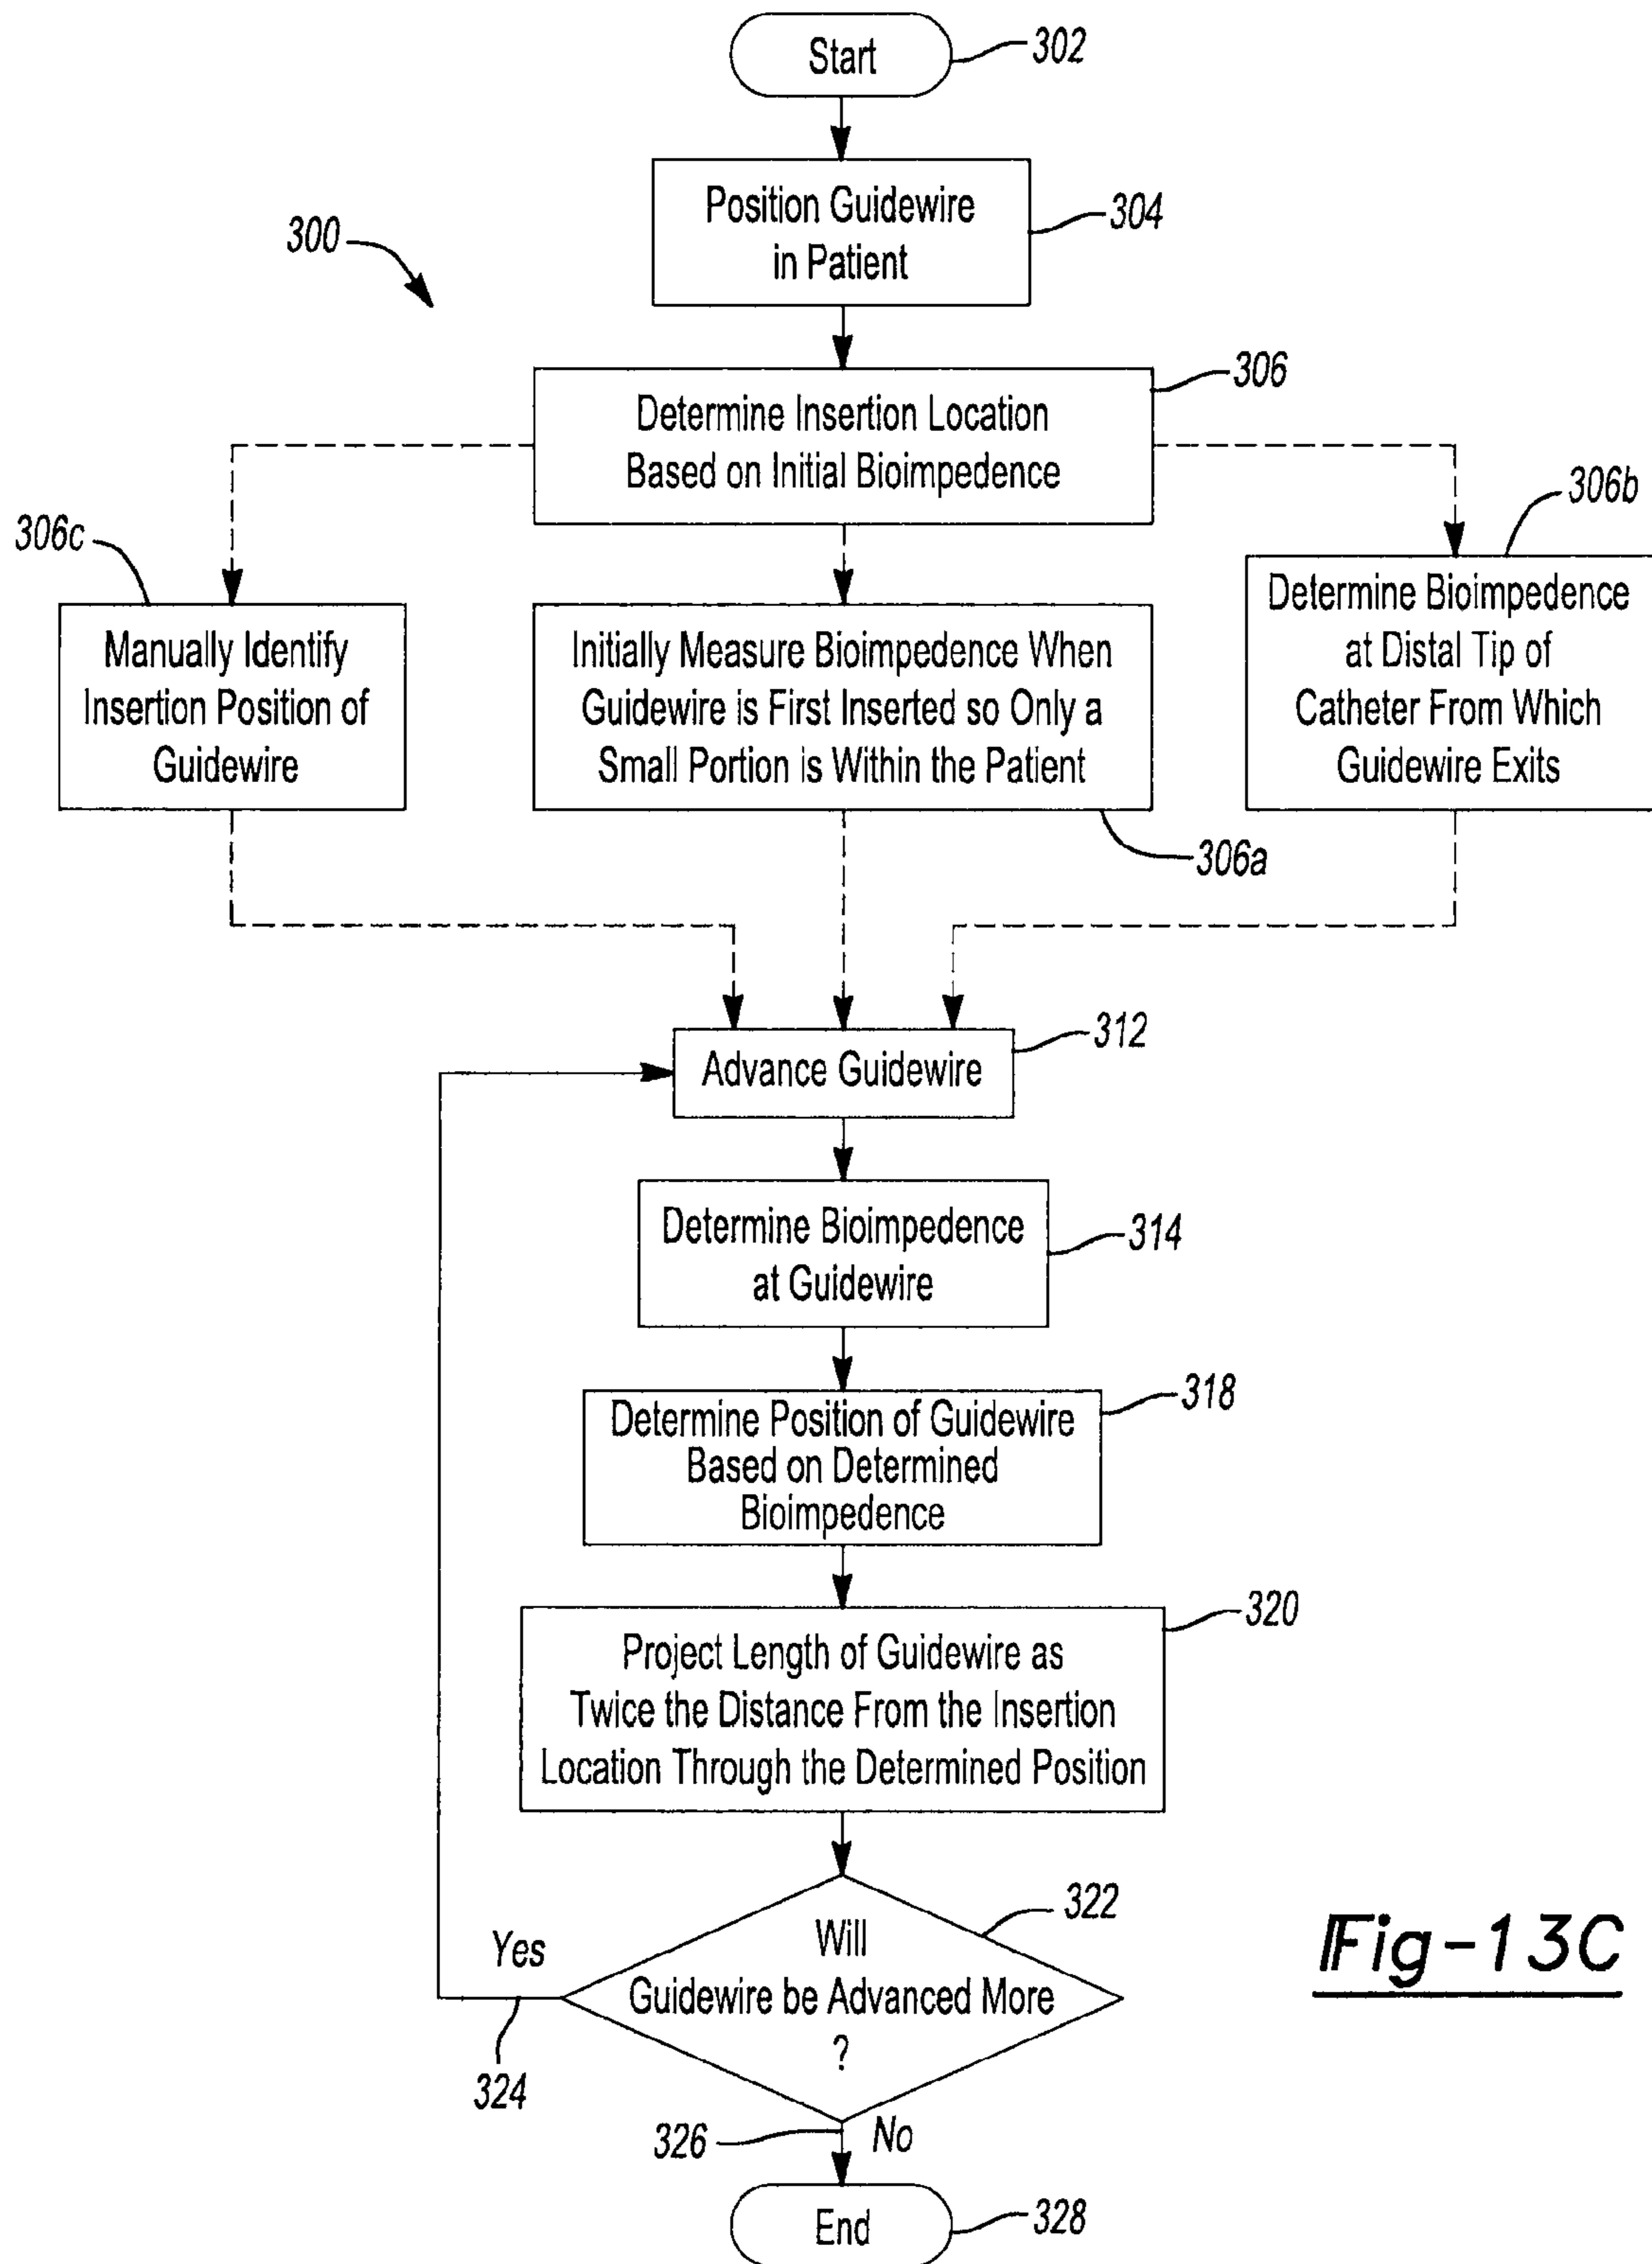 Start
302
Position Guidewire
in Patient
304
300
306
Determine Insertion Location
Based on Initial Bioimpedence
306c
306b
Manually Identify
Insertion Position of
Guidewire
Initially Measure Bioimpedence When
Guidewire is First Inserted so Only a
Small Portion is Within the Patient
306a
Determine Bioimpedence
at Distal Tip of
Catheter From Which
Guidewire Exits
Advance Guidewire
312
Determine Bioimpedence
at Guidewire
314
Determine Position of Guidewire
Based on Determined
Bioimpedence
318
Project Length of Guidewire as
Twice the Distance From the Insertion
Location Through the Determined Position
320
Will
Guidewire be Advanced More
?
322
Yes
324
326
No
End
328
Fig-13C